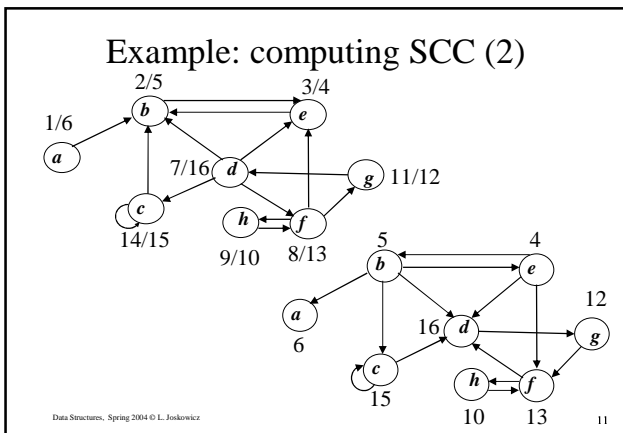 Example: computing SCC (2)
2/5 3/4
b e
1/6
a
7/16 d
g 11/12
c
h f
14/15
9/10 8/13
5 4
b e
12
a
16 d
g
6
c
h f
15
10 13
Data Structures, Spring 2004 © L. Joskowicz 11